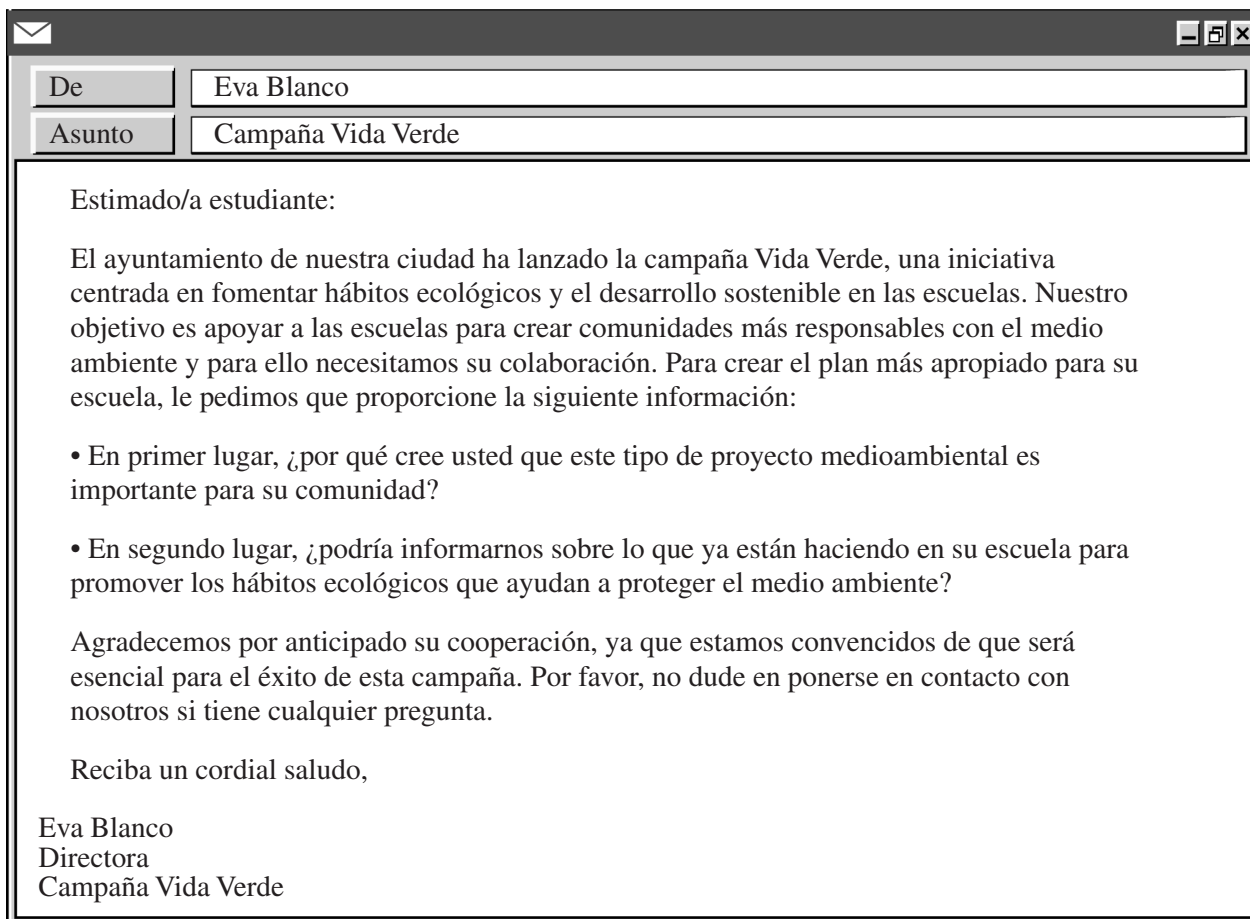 De
Eva Blanco
Asunto
Campaña Vida Verde
Estimado/a estudiante:
El ayuntamiento de nuestra ciudad ha lanzado la campaña Vida Verde, una iniciativa
centrada en fomentar hábitos ecológicos y el desarrollo sostenible en las escuelas. Nuestro
objetivo es apoyar a las escuelas para crear comunidades más responsables con el medio
ambiente y para ello necesitamos su colaboración. Para crear el plan más apropiado para su
escuela, le pedimos que proporcione la siguiente información:
• En primer lugar, ¿por qué cree usted que este tipo de proyecto medioambiental es
importante para su comunidad?
• En segundo lugar, ¿podría informarnos sobre lo que ya están haciendo en su escuela para
promover los hábitos ecológicos que ayudan a proteger el medio ambiente?
Agradecemos por anticipado su cooperación, ya que estamos convencidos de que será
esencial para el éxito de esta campaña. Por favor, no dude en ponerse en contacto con
nosotros si tiene cualquier pregunta.
Reciba un cordial saludo,
Eva Blanco
Directora
Campaña Vida Verde